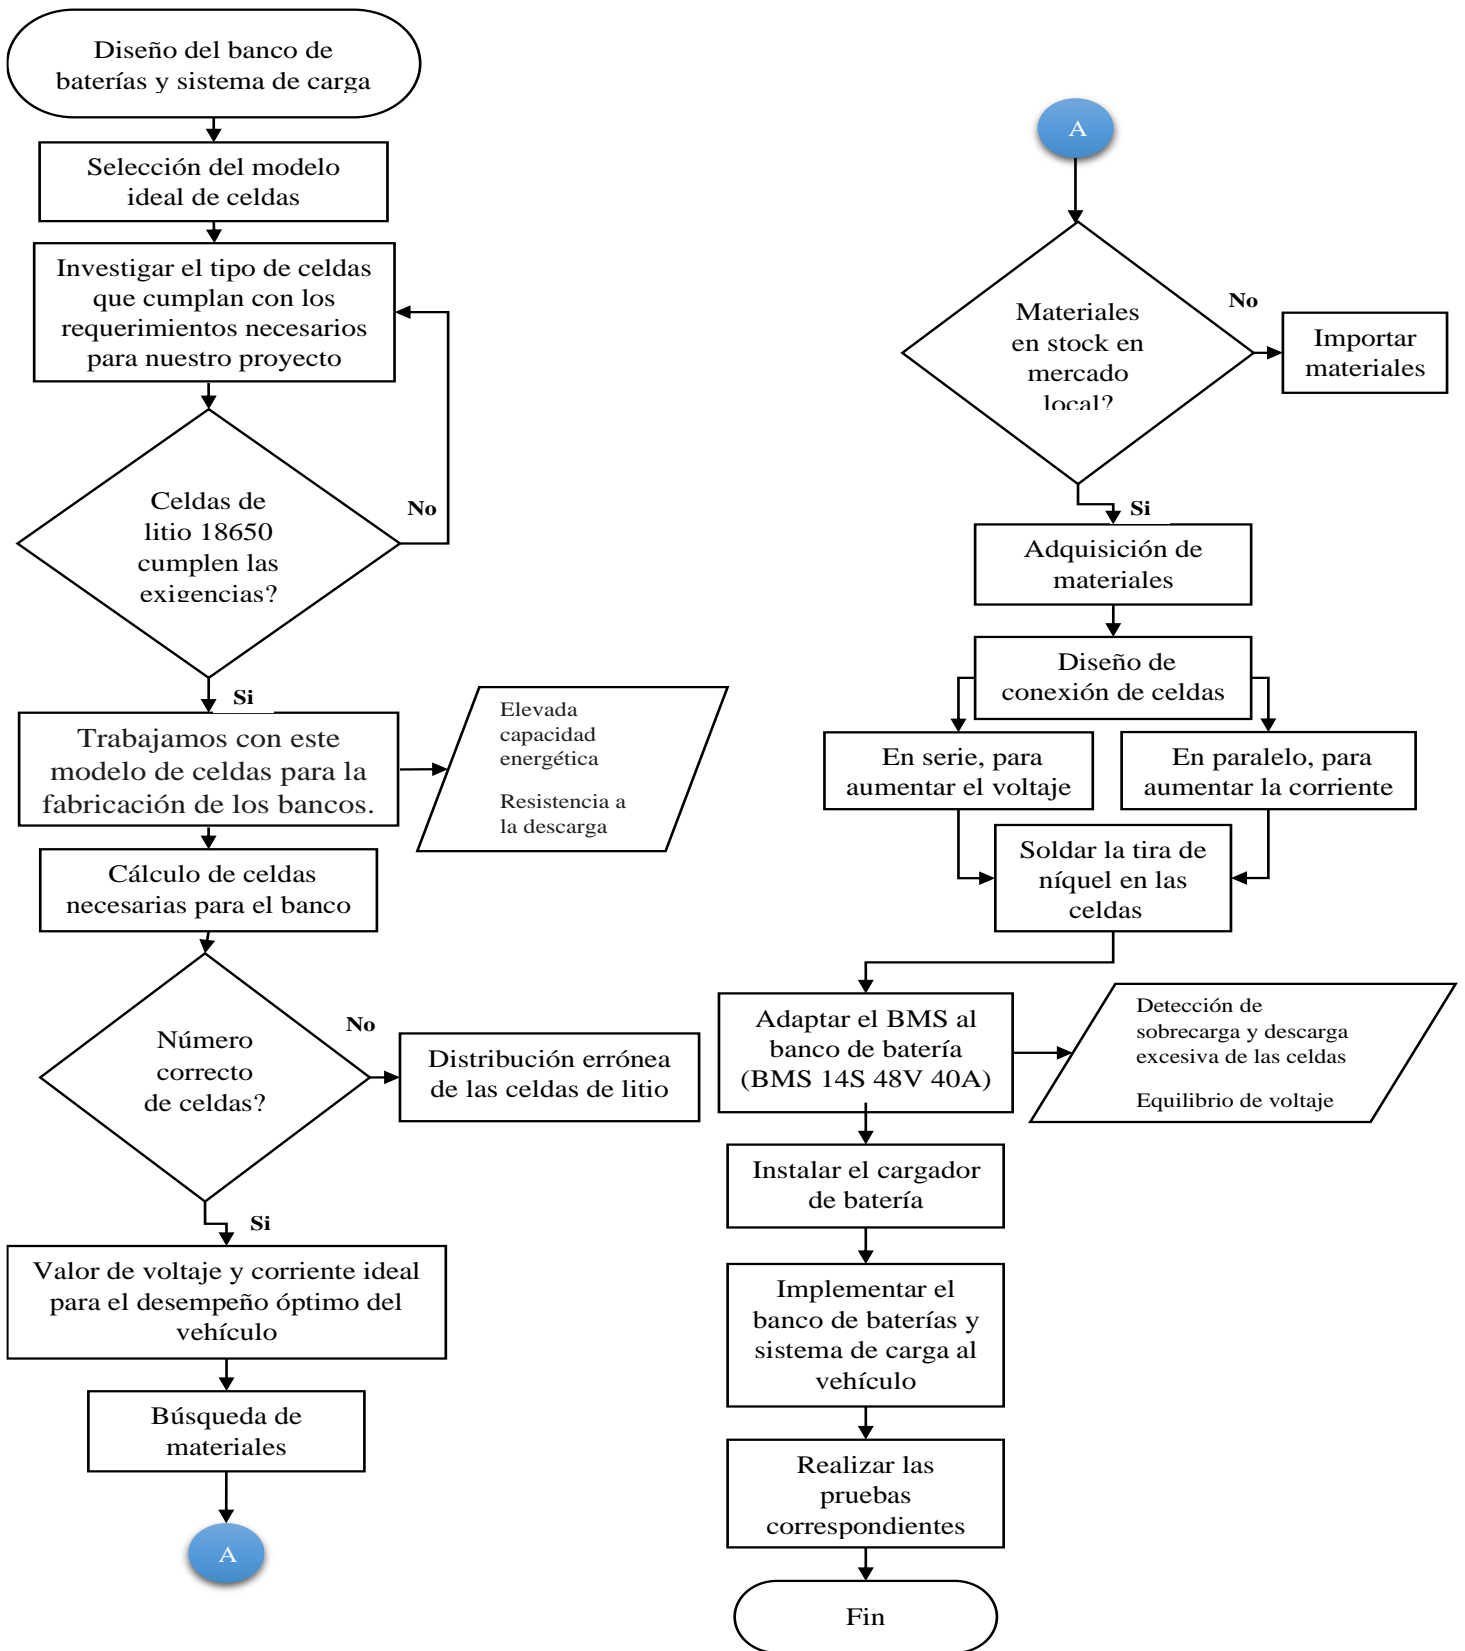 Diseño del banco de
baterías y sistema de carga
Selección del modelo
ideal de celdas
Investigar el tipo de celdas
que cumplan con los
requerimientos necesarios
para nuestro proyecto
Celdas de
litio 18650
cumplen las
exigencias?
No
Si
Trabajamos con este
modelo de celdas para la
fabricación de los bancos.
Elevada
capacidad
energética
Resistencia a
la descarga
Cálculo de celdas
necesarias para el banco
Número
correcto
de celdas?
No
Distribución errónea
de las celdas de litio
Si
Valor de voltaje y corriente ideal
para el desempeño óptimo del
vehículo
Búsqueda de
materiales
A
A
Materiales
en stock en
mercado
local?
No
Importar
materiales
Si
Adquisición de
materiales
Diseño de
conexión de celdas
En serie, para
aumentar el voltaje
En paralelo, para
aumentar la corriente
Soldar la tira de
níquel en las
celdas
Adaptar el BMS al
banco de batería
(BMS 14S 48V 40A)
Detección de
sobrecarga y descarga
excesiva de las celdas
Equilibrio de voltaje
Instalar el cargador
de batería
Implementar el
banco de baterías y
sistema de carga al
vehículo
Realizar las
pruebas
correspondientes
Fin